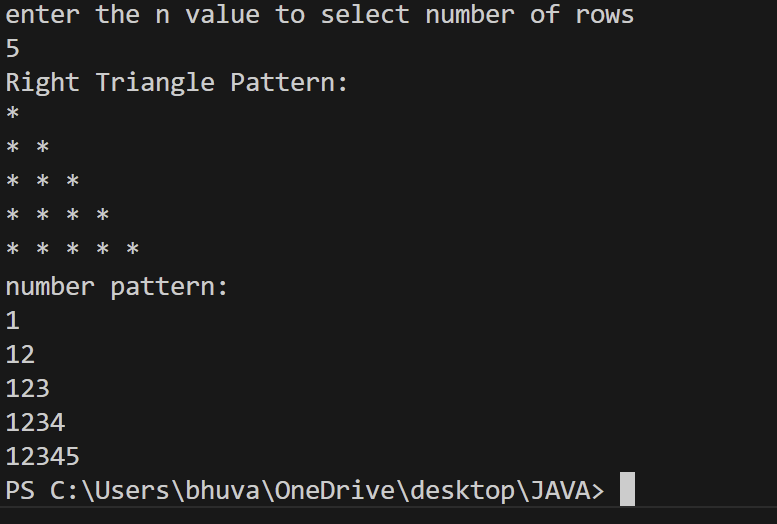 enter the n value to select number of rows
5
Right Triangle Pattern:
*
* *
* * *
* * * *
* * * * *
number pattern:
1
12
123
1234
12345
PS C:\Users\bhuva\OneDrive\desktop\JAVA>